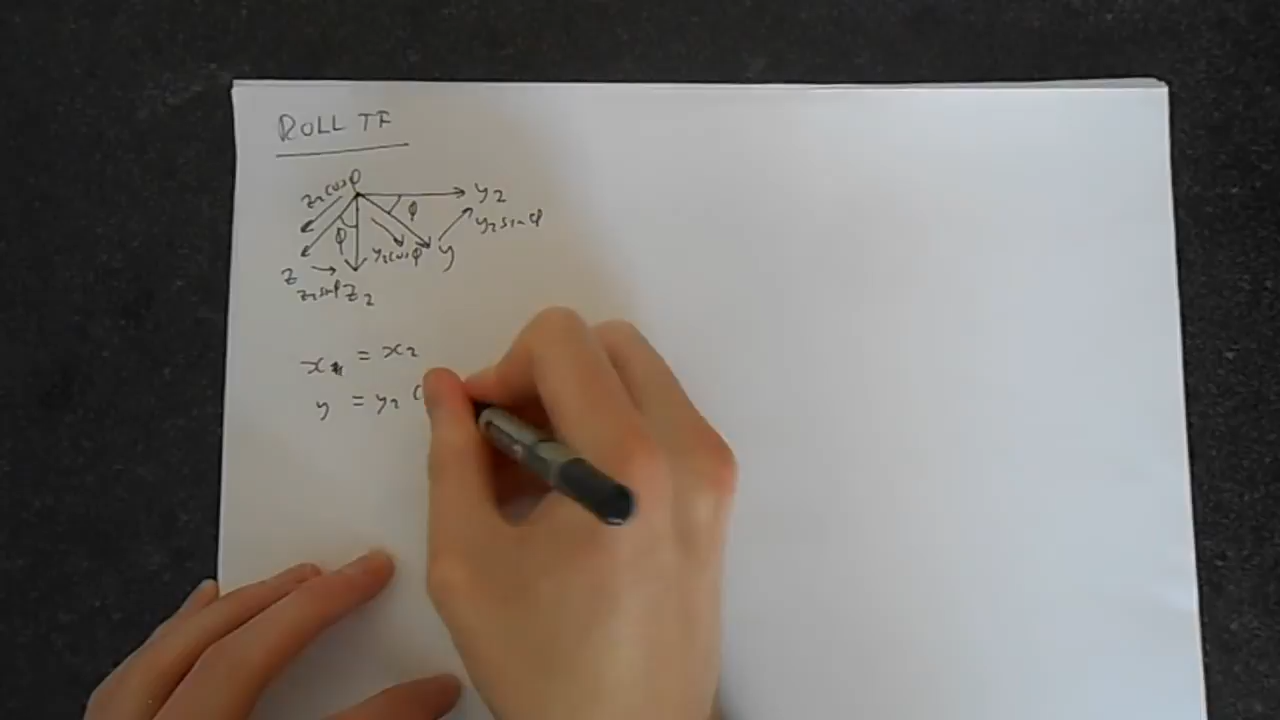 ROLL TF
z₂cosφ
y₂
φ
y₂sinφ
φ
y₂cosφ
y
z
z₂sinφ
z₂
x = x₂
y = y₂ C